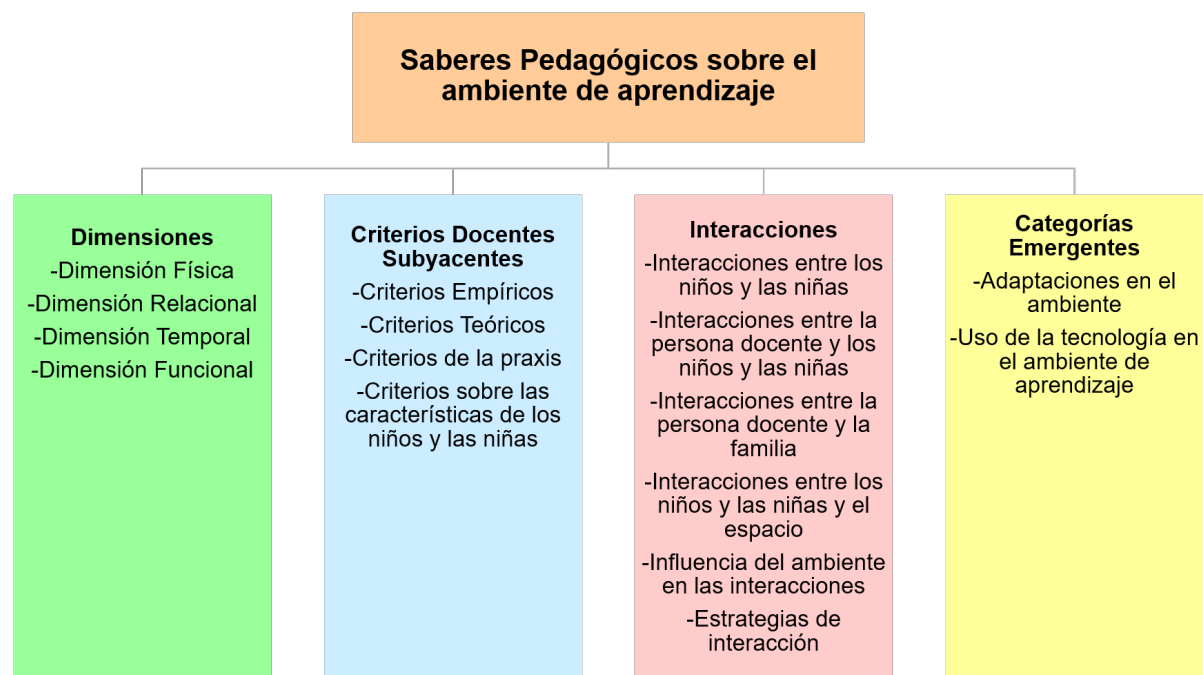 Saberes Pedagógicos sobre el
ambiente de aprendizaje
Dimensiones
-Dimensión Física
-Dimensión Relacional
-Dimensión Temporal
-Dimensión Funcional
Criterios Docentes
Subyacentes
-Criterios Empíricos
-Criterios Teóricos
-Criterios de la praxis
-Criterios sobre las
características de los
niños y las niñas
Interacciones
-Interacciones entre los
niños y las niñas
-Interacciones entre la
persona docente y los
niños y las niñas
-Interacciones entre la
persona docente y la
familia
-Interacciones entre los
niños y las niñas y el
espacio
-Influencia del ambiente
en las interacciones
-Estrategias de
interacción
Categorías
Emergentes
-Adaptaciones en el
ambiente
-Uso de la tecnología en
el ambiente de
aprendizaje